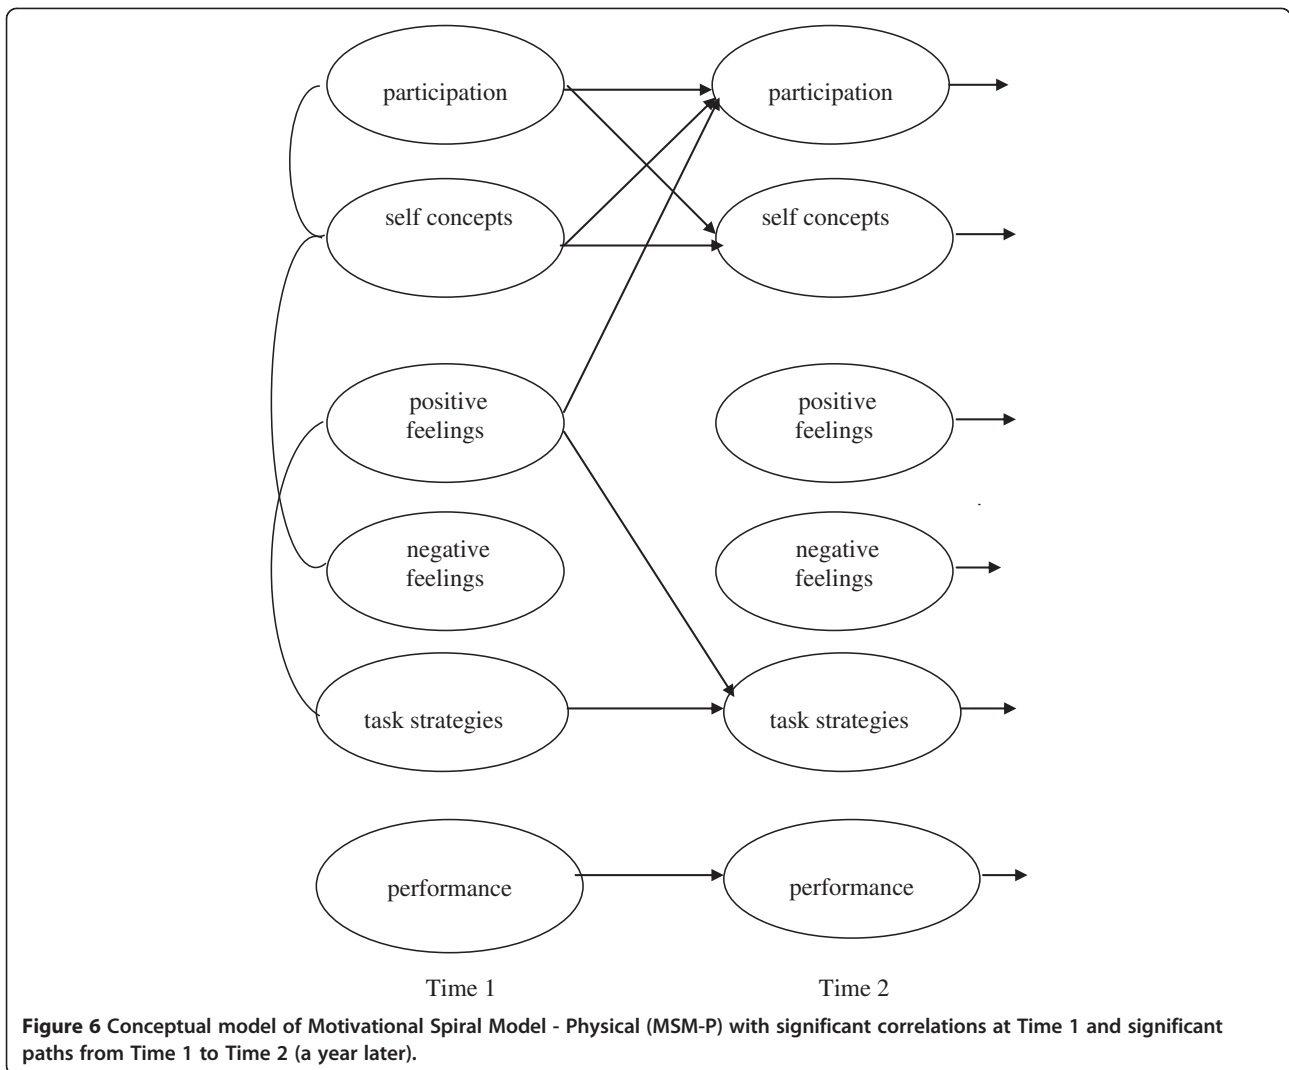 participation
participation
self concepts
self concepts
positive
feelings
positive
feelings
negative
feelings
negative
feelings
task strategies
task strategies
performance
performance
Time 1
Time 2
Figure 6 Conceptual model of Motivational Spiral Model - Physical (MSM-P) with significant correlations at Time 1 and significant
paths from Time 1 to Time 2 (a year later).